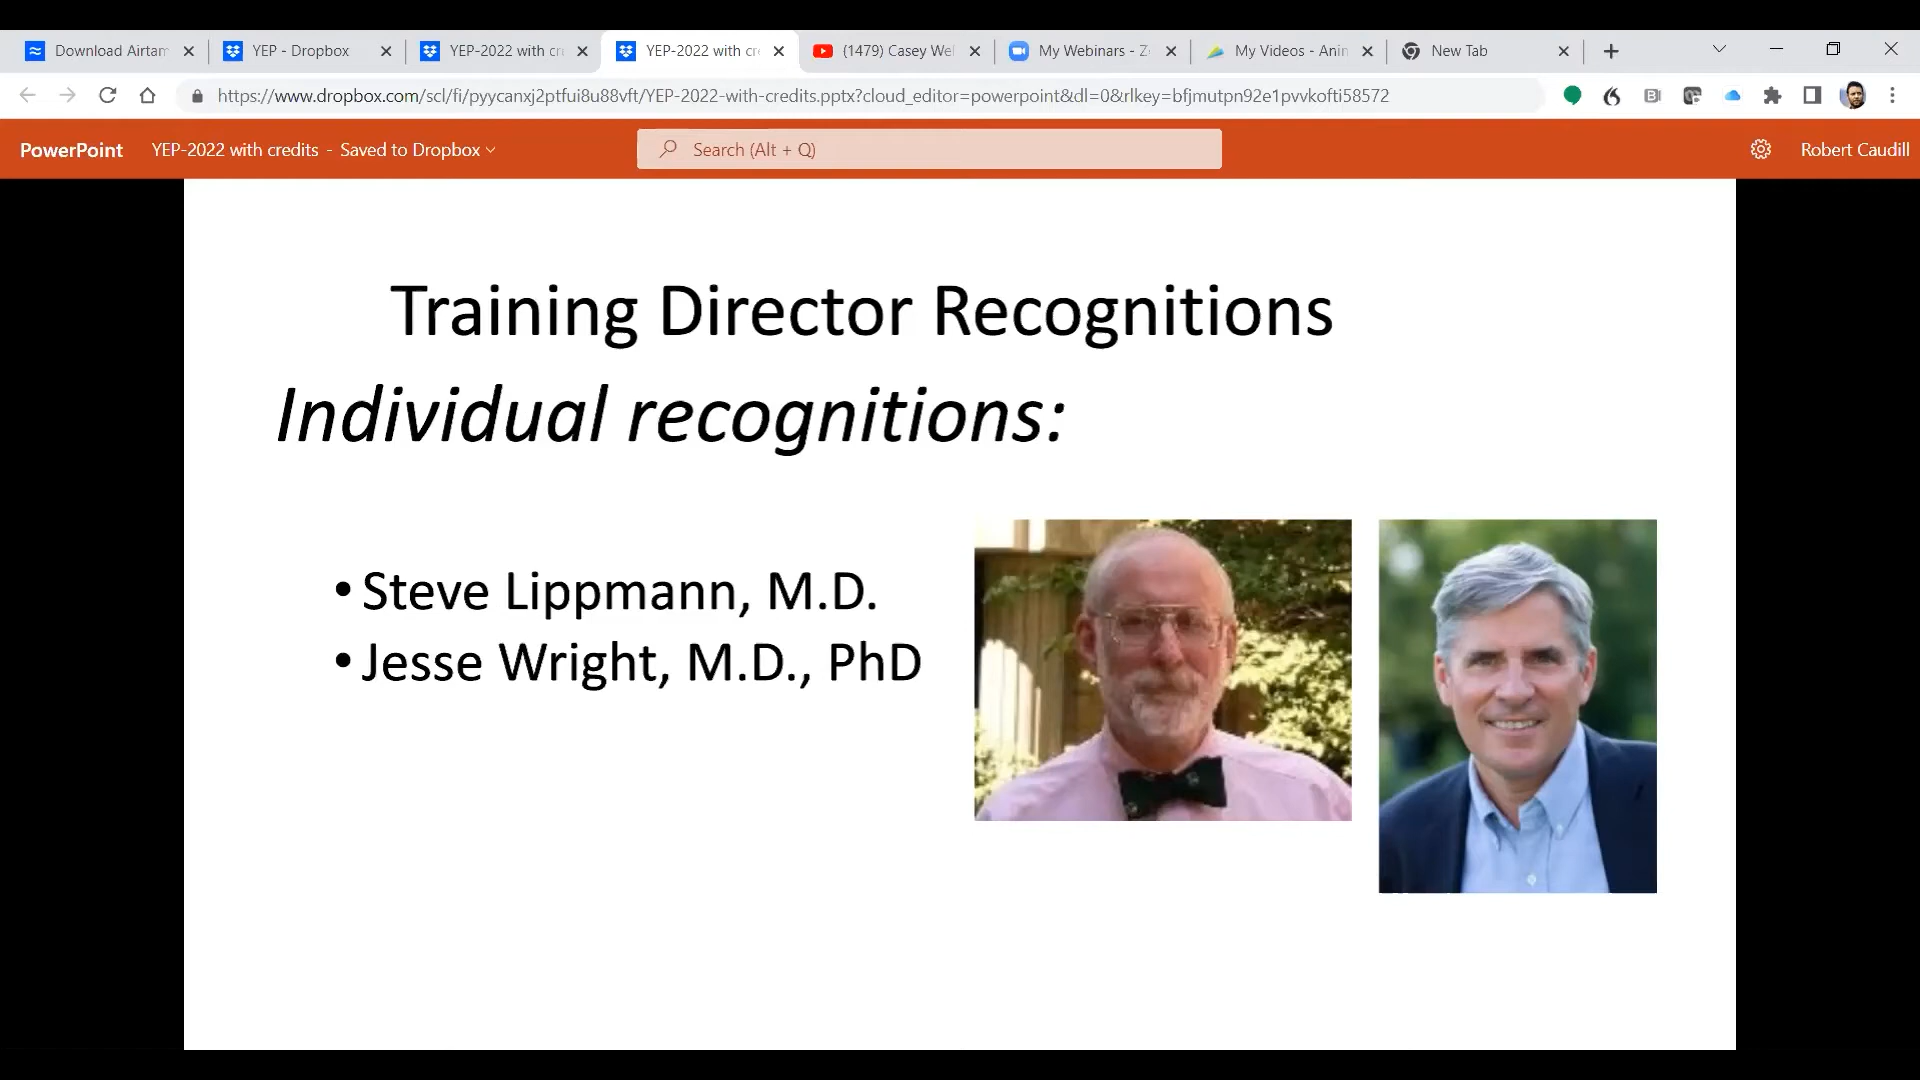 Download Airtam
YEP - Dropbox
YEP-2022 with cr
YEP-2022 with cre
(1479) Casey Wel
My Webinars - Z
My Videos - Anin
New Tab
https://www.dropbox.com/scl/fi/pyycanxj2ptfui8u88vft/YEP-2022-with-credits.pptx?cloud_editor=powerpoint&dl=0&rlkey=bfjmutpn92e1pvvkofti58572
PowerPoint
YEP-2022 with credits - Saved to Dropbox
Search (Alt + Q)
Robert Caudill
Training Director Recognitions
Individual recognitions:
• Steve Lippmann, M.D.
• Jesse Wright, M.D., PhD